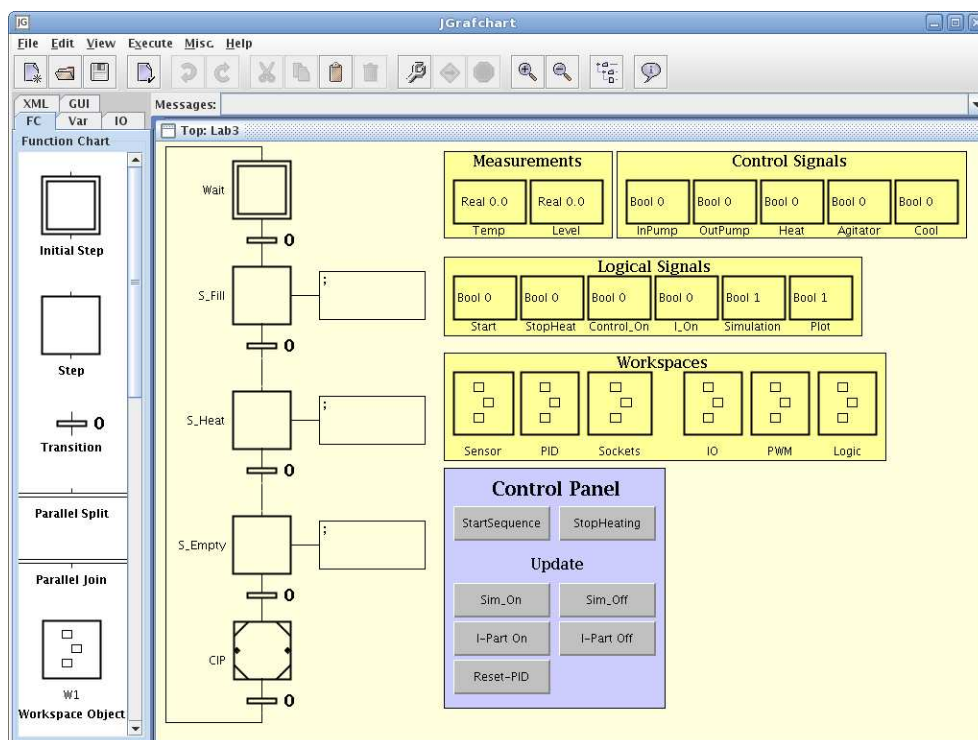 JG JGrafchart
File Edit View Execute Misc. Help
XML GUI
FC Var IO
Messages:
Function Chart
Initial Step
Step
0
Transition
Parallel Split
Parallel Join
W1
Workspace Object
Top: Lab3
Wait
0
S_Fill
;
0
S_Heat
;
0
S_Empty
;
0
CIP
0
Measurements
Real 0.0 Real 0.0
Temp Level
Control Signals
Bool 0 Bool 0 Bool 0 Bool 0 Bool 0
InPump OutPump Heat Agitator Cool
Logical Signals
Bool 0 Bool 0 Bool 0 Bool 0 Bool 1 Bool 1
Start StopHeat Control_On I_On Simulation Plot
Workspaces
Sensor PID Sockets IO PWM Logic
Control Panel
StartSequence StopHeating
Update
Sim_On Sim_Off
I-Part On I-Part Off
Reset-PID